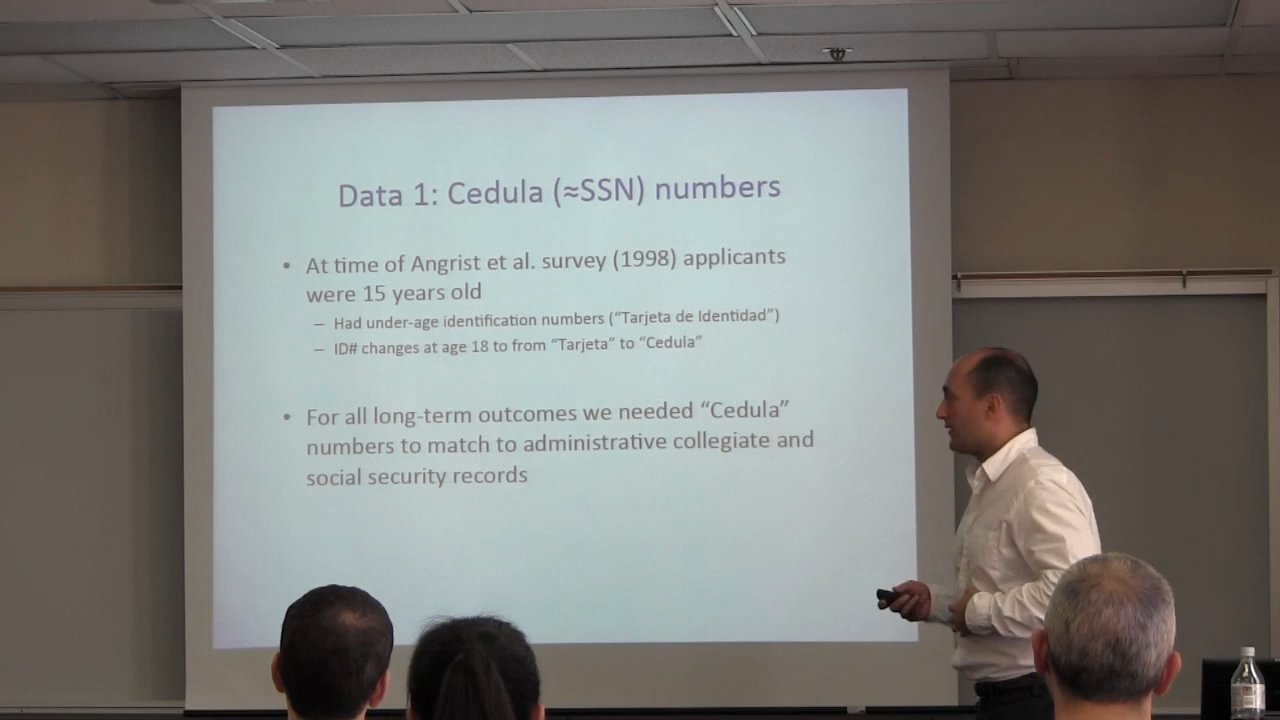 Data 1: Cedula (≈SSN) numbers
• At time of Angrist et al. survey (1998) applicants
were 15 years old
– Had under-age identification numbers (“Tarjeta de Identidad”)
– ID# changes at age 18 to from “Tarjeta” to “Cedula”
• For all long-term outcomes we needed “Cedula”
numbers to match to administrative collegiate and
social security records